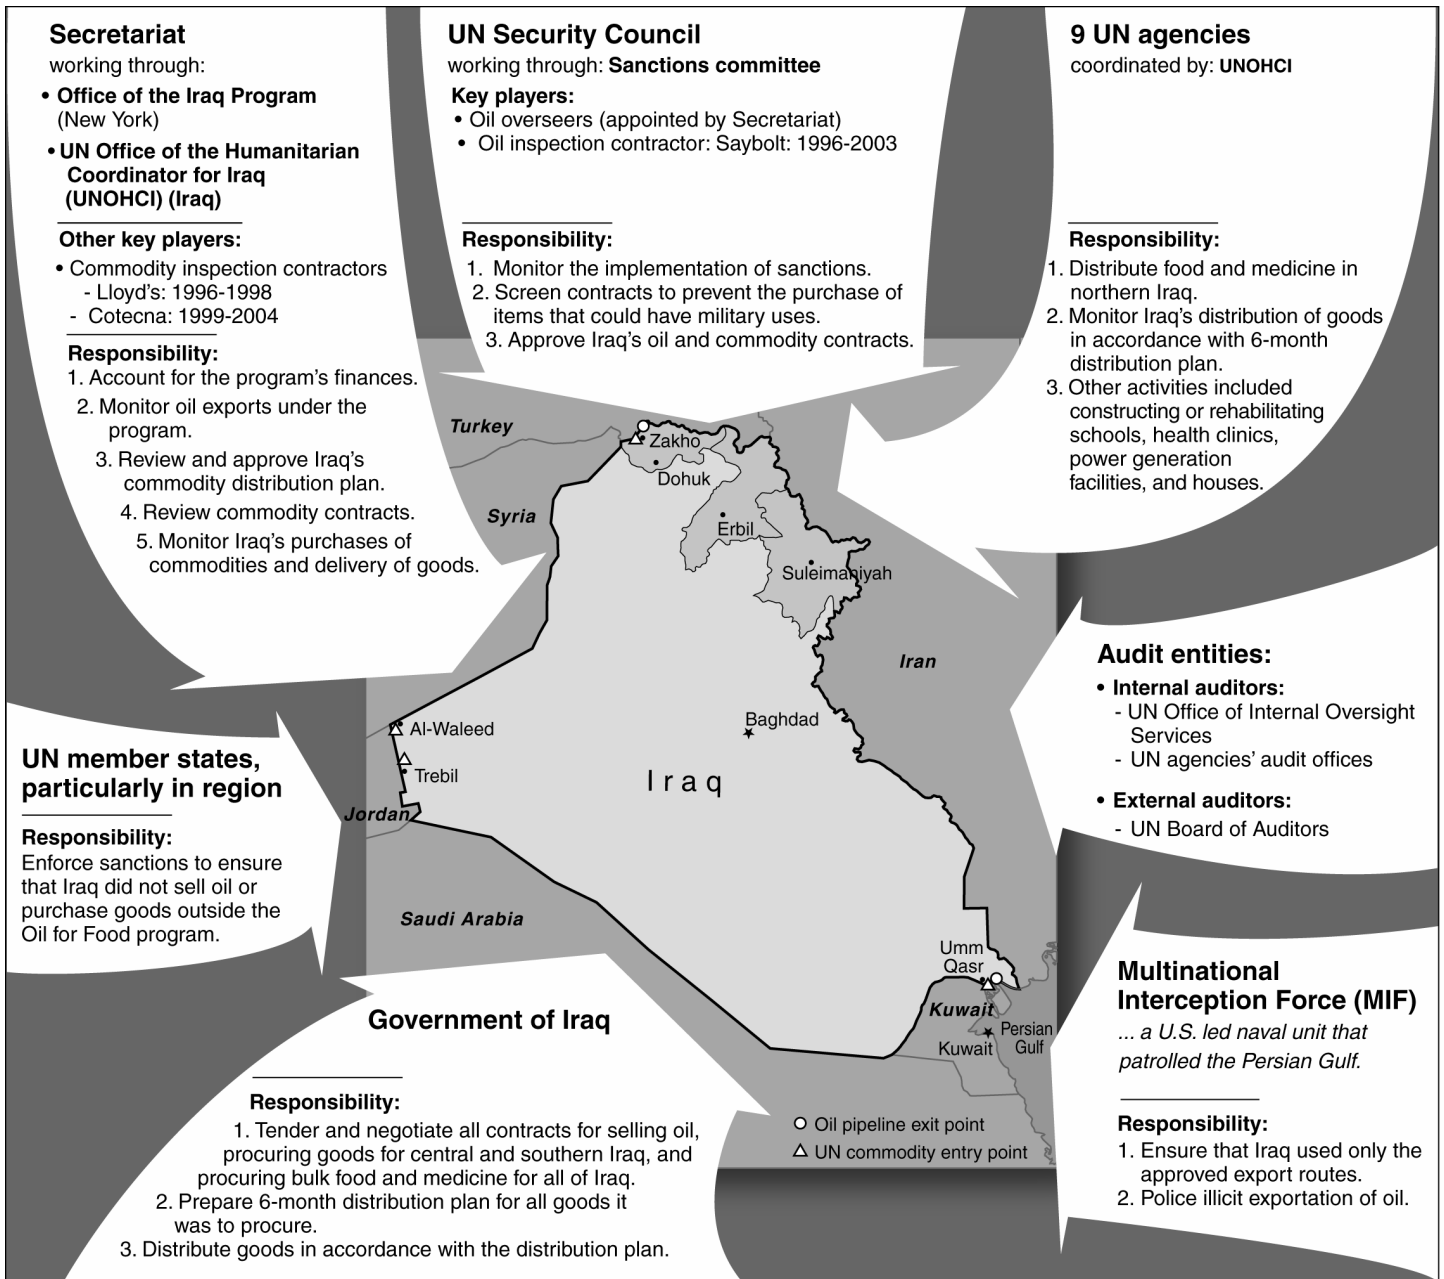 Secretariat
working through:
• Office of the Iraq Program
(New York)
• UN Office of the Humanitarian
Coordinator for Iraq
(UNOHCI) (Iraq)
Other key players:
• Commodity inspection contractors
- Lloyd's: 1996-1998
- Cotecna: 1999-2004
Responsibility:
1. Account for the program's finances.
2. Monitor oil exports under the
program.
3. Review and approve Iraq's
commodity distribution plan.
4. Review commodity contracts.
5. Monitor Iraq's purchases of
commodities and delivery of goods.
UN Security Council
working through: Sanctions committee
Key players:
• Oil overseers (appointed by Secretariat)
• Oil inspection contractor: Saybolt: 1996-2003
Responsibility:
1. Monitor the implementation of sanctions.
2. Screen contracts to prevent the purchase of
items that could have military uses.
3. Approve Iraq's oil and commodity contracts.
9 UN agencies
coordinated by: UNOHCI
Responsibility:
1. Distribute food and medicine in
northern Iraq.
2. Monitor Iraq's distribution of goods
in accordance with 6-month
distribution plan.
3. Other activities included
constructing or rehabilitating
schools, health clinics,
power generation
facilities, and houses.
Turkey
Zakho
Dohuk
Syria
Erbil
Suleimaniyah
Iran
Baghdad
Al-Waleed
Trebil
Iraq
Jordan
Saudi Arabia
Umm
Qasr
Kuwait
Persian
Gulf
Kuwait
Oil pipeline exit point
UN commodity entry point
Audit entities:
• Internal auditors:
- UN Office of Internal Oversight
Services
- UN agencies' audit offices
• External auditors:
- UN Board of Auditors
UN member states,
particularly in region
Responsibility:
Enforce sanctions to ensure
that Iraq did not sell oil or
purchase goods outside the
Oil for Food program.
Government of Iraq
Responsibility:
1. Tender and negotiate all contracts for selling oil,
procuring goods for central and southern Iraq, and
procuring bulk food and medicine for all of Iraq.
2. Prepare 6-month distribution plan for all goods it
was to procure.
3. Distribute goods in accordance with the distribution plan.
Multinational
Interception Force (MIF)
... a U.S. led naval unit that
patrolled the Persian Gulf.
Responsibility:
1. Ensure that Iraq used only the
approved export routes.
2. Police illicit exportation of oil.